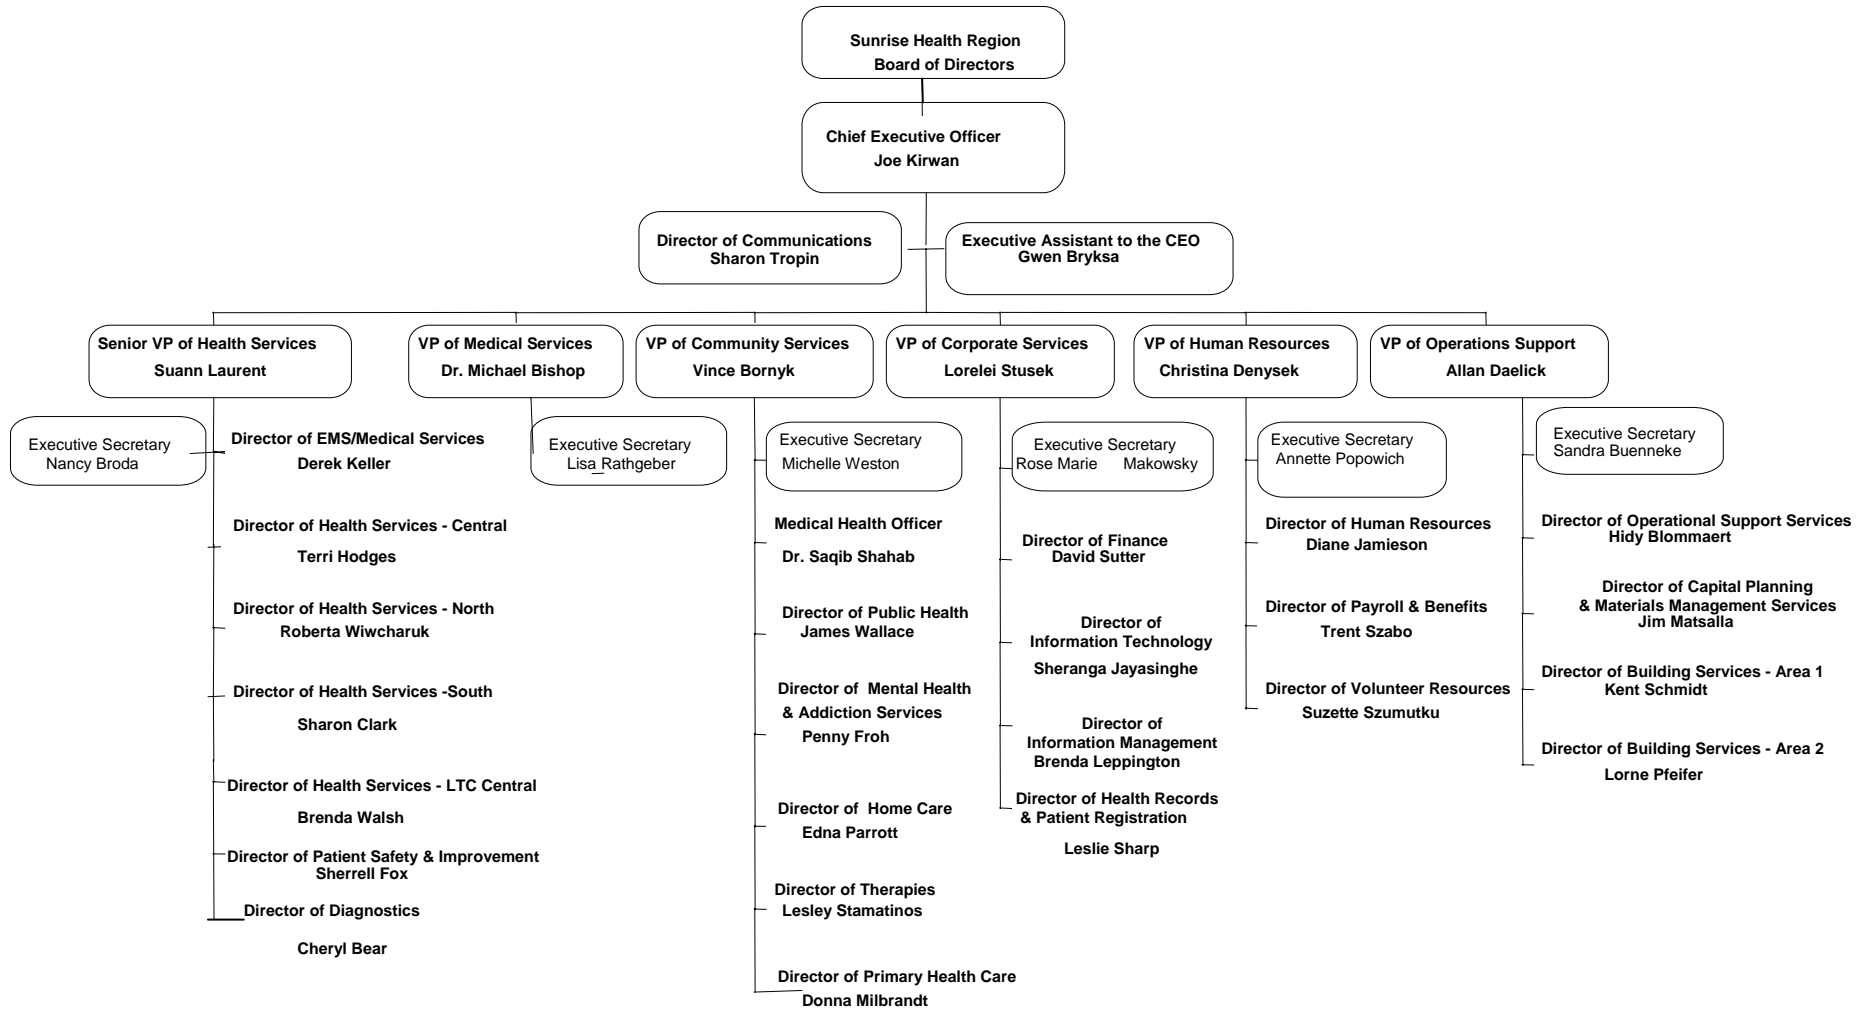 Sunrise Health Region
Board of Directors
Chief Executive Officer
Joe Kirwan
Director of Communications
Sharon Tropin
Executive Assistant to the CEO
Gwen Bryksa
Senior VP of Health Services
Suann Laurent
Executive Secretary
Nancy Broda
Director of EMS/Medical Services
Derek Keller
Director of Health Services - Central
Terri Hodges
Director of Health Services - North
Roberta Wiwcharuk
Director of Health Services -South
Sharon Clark
Director of Health Services - LTC Central
Brenda Walsh
Director of Patient Safety & Improvement
Sherrell Fox
Director of Diagnostics
Cheryl Bear
VP of Medical Services
Dr. Michael Bishop
Executive Secretary
Lisa Rathgeber
VP of Community Services
Vince Bornyk
Executive Secretary
Michelle Weston
Medical Health Officer
Dr. Saqib Shahab
Director of Public Health
James Wallace
Director of Mental Health
& Addiction Services
Penny Froh
Director of Home Care
Edna Parrott
Director of Therapies
Lesley Stamatinos
Director of Primary Health Care
Donna Milbrandt
VP of Corporate Services
Lorelei Stusek
Executive Secretary
Rose Marie Makowsky
Director of Finance
David Sutter
Director of
Information Technology
Sheranga Jayasinghe
Director of
Information Management
Brenda Leppington
Director of Health Records
& Patient Registration
Leslie Sharp
VP of Human Resources
Christina Denysek
Executive Secretary
Annette Popowich
Director of Human Resources
Diane Jamieson
Director of Payroll & Benefits
Trent Szabo
Director of Volunteer Resources
Suzette Szumutku
VP of Operations Support
Allan Daelick
Executive Secretary
Sandra Buenneke
Director of Operational Support Services
Hidy Blommaert
Director of Capital Planning
& Materials Management Services
Jim Matsalla
Director of Building Services - Area 1
Kent Schmidt
Director of Building Services - Area 2
Lorne Pfeifer